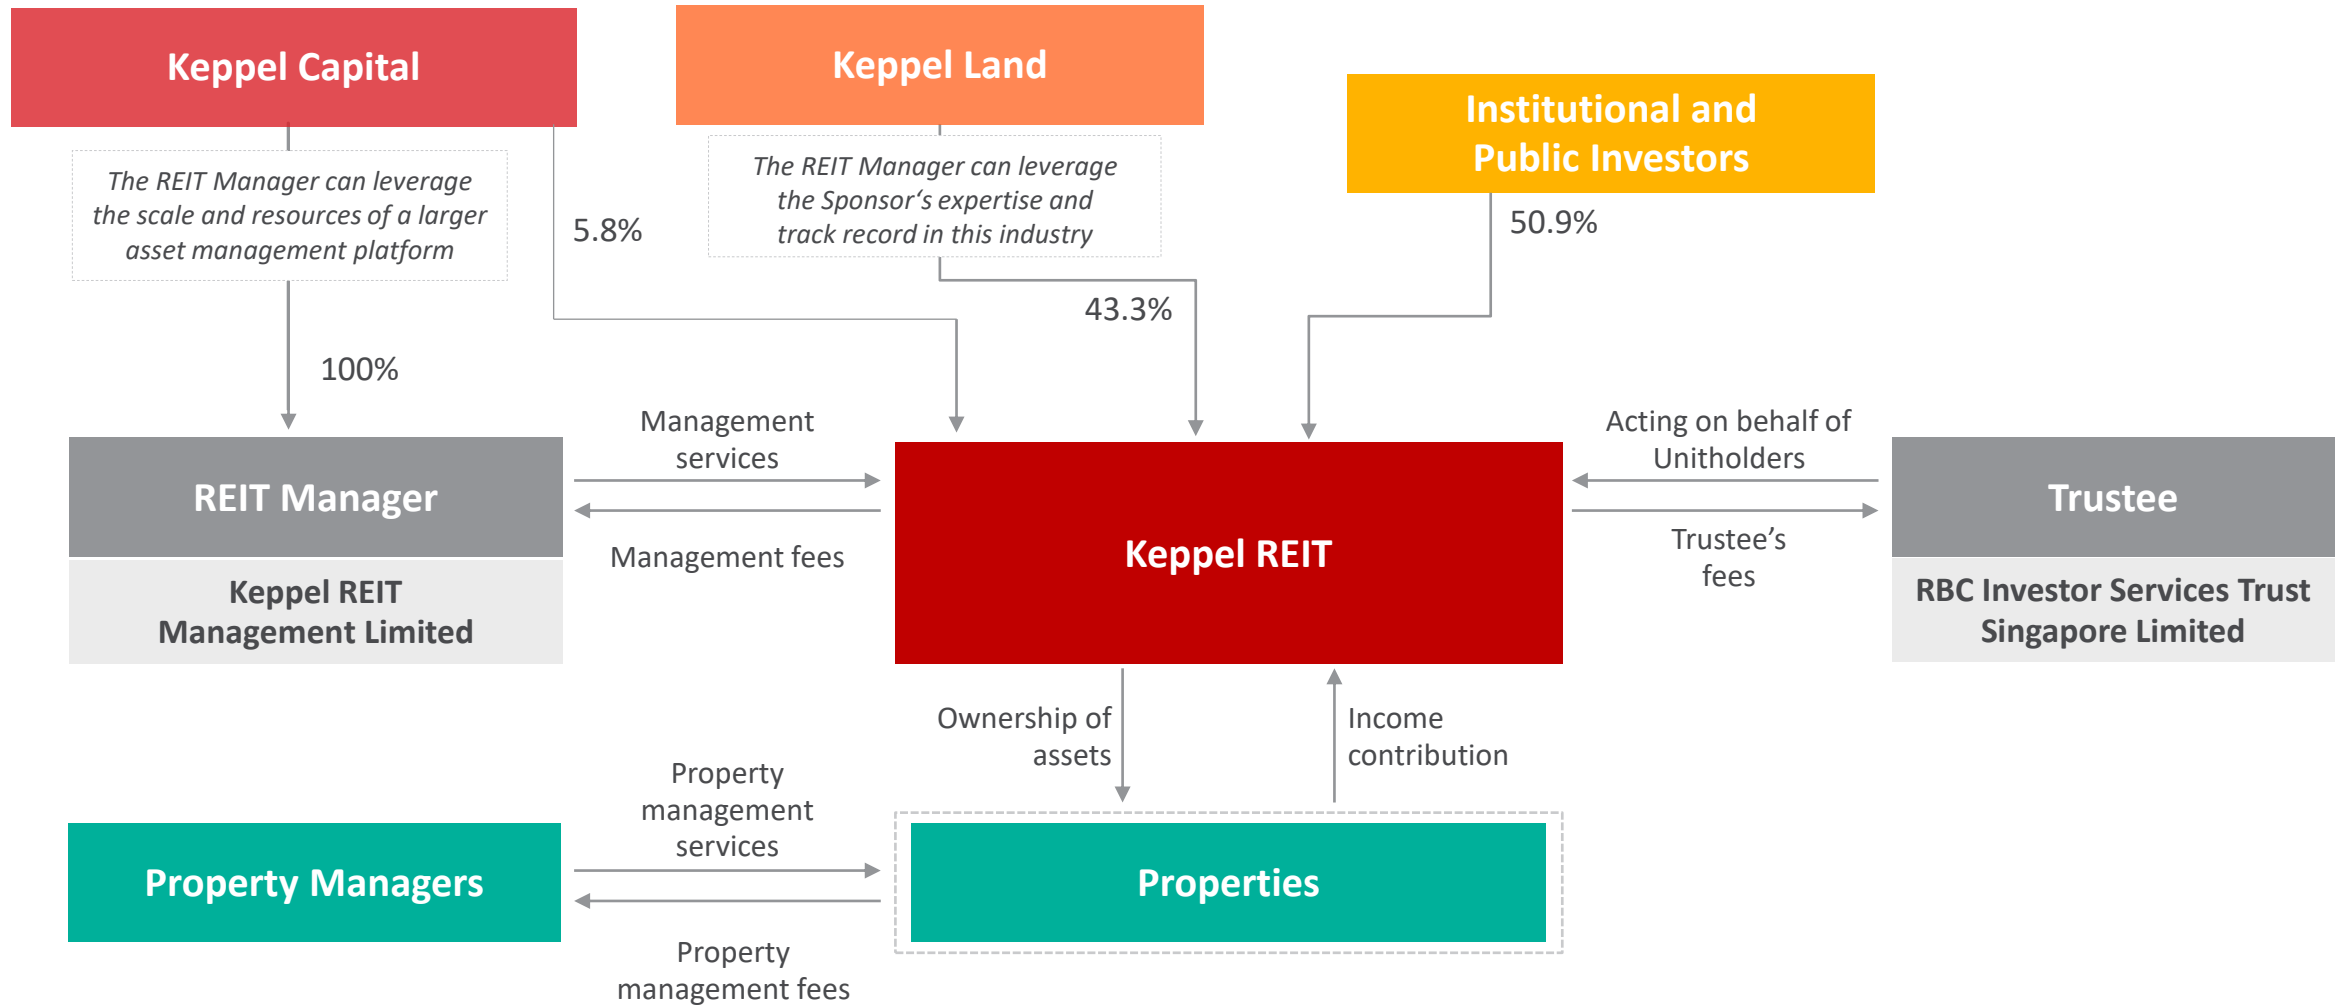 Keppel Capital
Keppel Land
Institutional and
Public Investors
The REIT Manager can leverage
the scale and resources of a larger
asset management platform
5.8%
The REIT Manager can leverage
the Sponsor‘s expertise and
track record in this industry
50.9%
43.3%
100%
Management
services
Acting on behalf of
Unitholders
REIT Manager
Keppel REIT
Management Limited
Management fees
Keppel REIT
Trustee’s
fees
Trustee
RBC Investor Services Trust
Singapore Limited
Ownership of
assets
Income
contribution
Property
management
services
Property Managers
Properties
Property
management fees